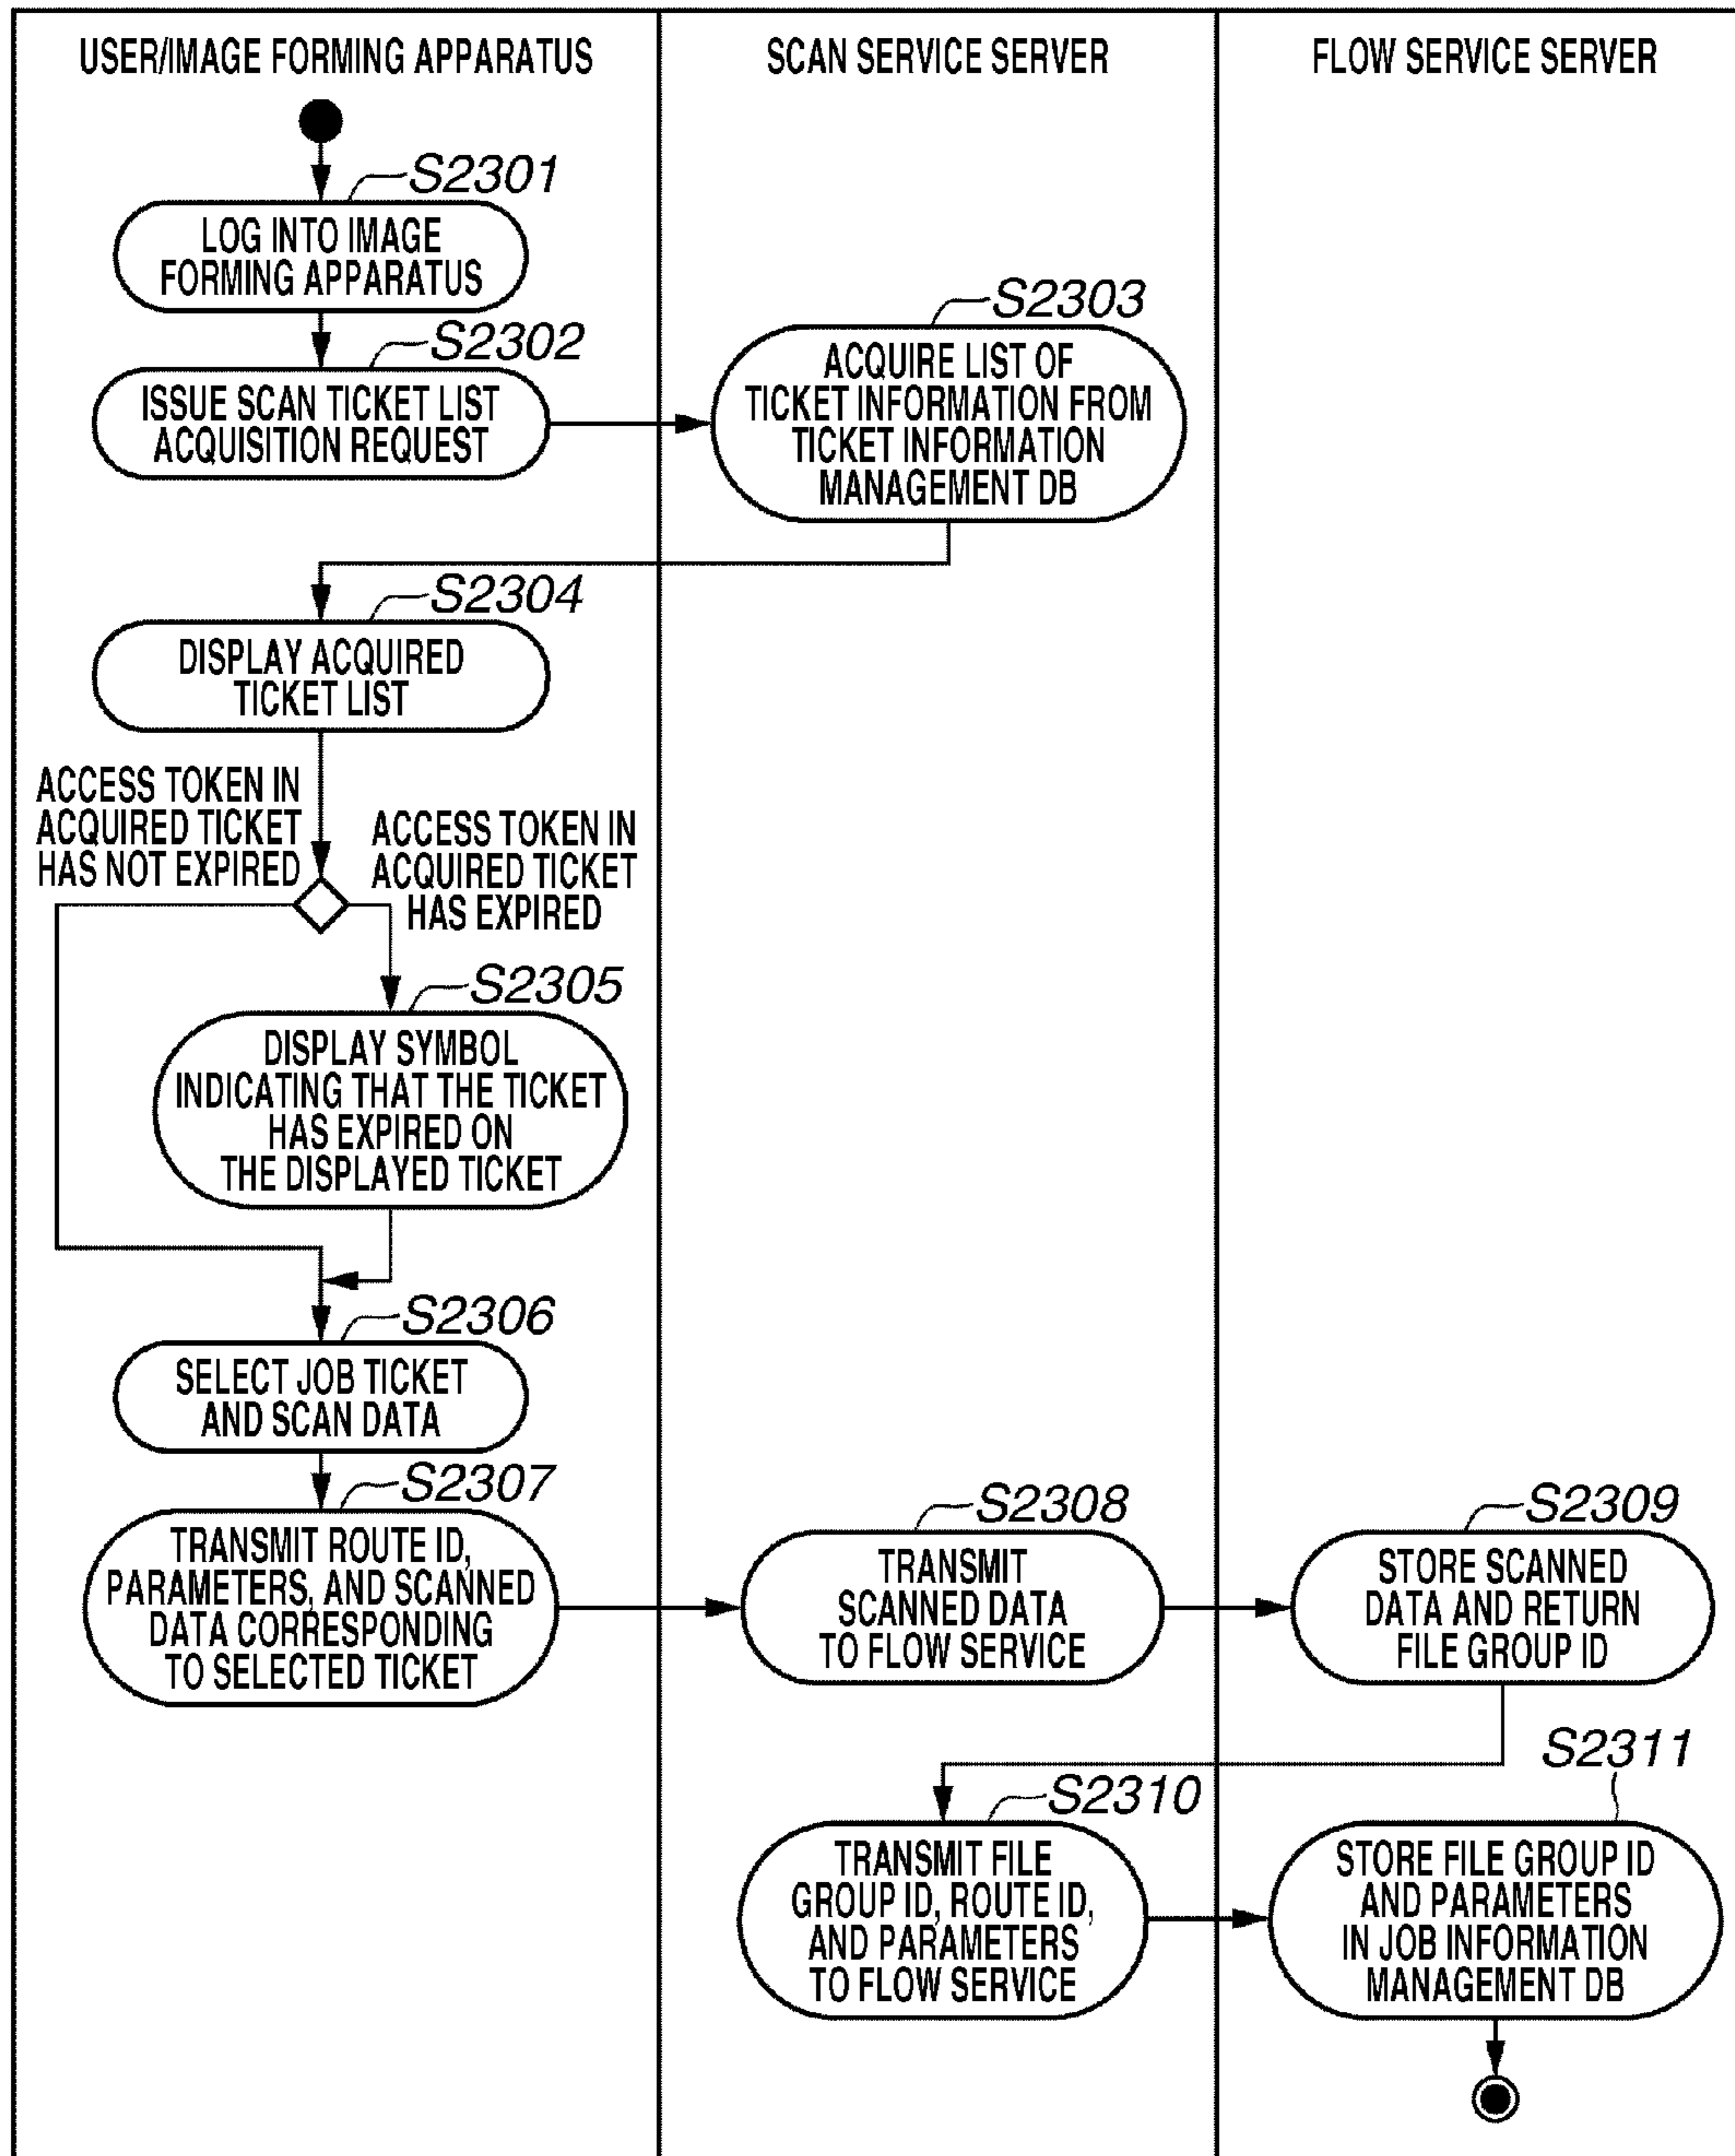 USER/IMAGE FORMING APPARATUS
SCAN SERVICE SERVER
FLOW SERVICE SERVER
S2301
LOG INTO IMAGE
FORMING APPARATUS
S2302
ISSUE SCAN TICKET LIST
ACQUISITION REQUEST
S2303
ACQUIRE LIST OF
TICKET INFORMATION FROM
TICKET INFORMATION
MANAGEMENT DB
S2304
DISPLAY ACQUIRED
TICKET LIST
ACCESS TOKEN IN
ACQUIRED TICKET
HAS NOT EXPIRED
ACCESS TOKEN IN
ACQUIRED TICKET
HAS EXPIRED
S2305
DISPLAY SYMBOL
INDICATING THAT THE TICKET
HAS EXPIRED ON
THE DISPLAYED TICKET
S2306
SELECT JOB TICKET
AND SCAN DATA
S2307
TRANSMIT ROUTE ID,
PARAMETERS, AND SCANNED
DATA CORRESPONDING
TO SELECTED TICKET
S2308
TRANSMIT
SCANNED DATA
TO FLOW SERVICE
S2309
STORE SCANNED
DATA AND RETURN
FILE GROUP ID
S2310
TRANSMIT FILE
GROUP ID, ROUTE ID,
AND PARAMETERS
TO FLOW SERVICE
S2311
STORE FILE GROUP ID
AND PARAMETERS
IN JOB INFORMATION
MANAGEMENT DB